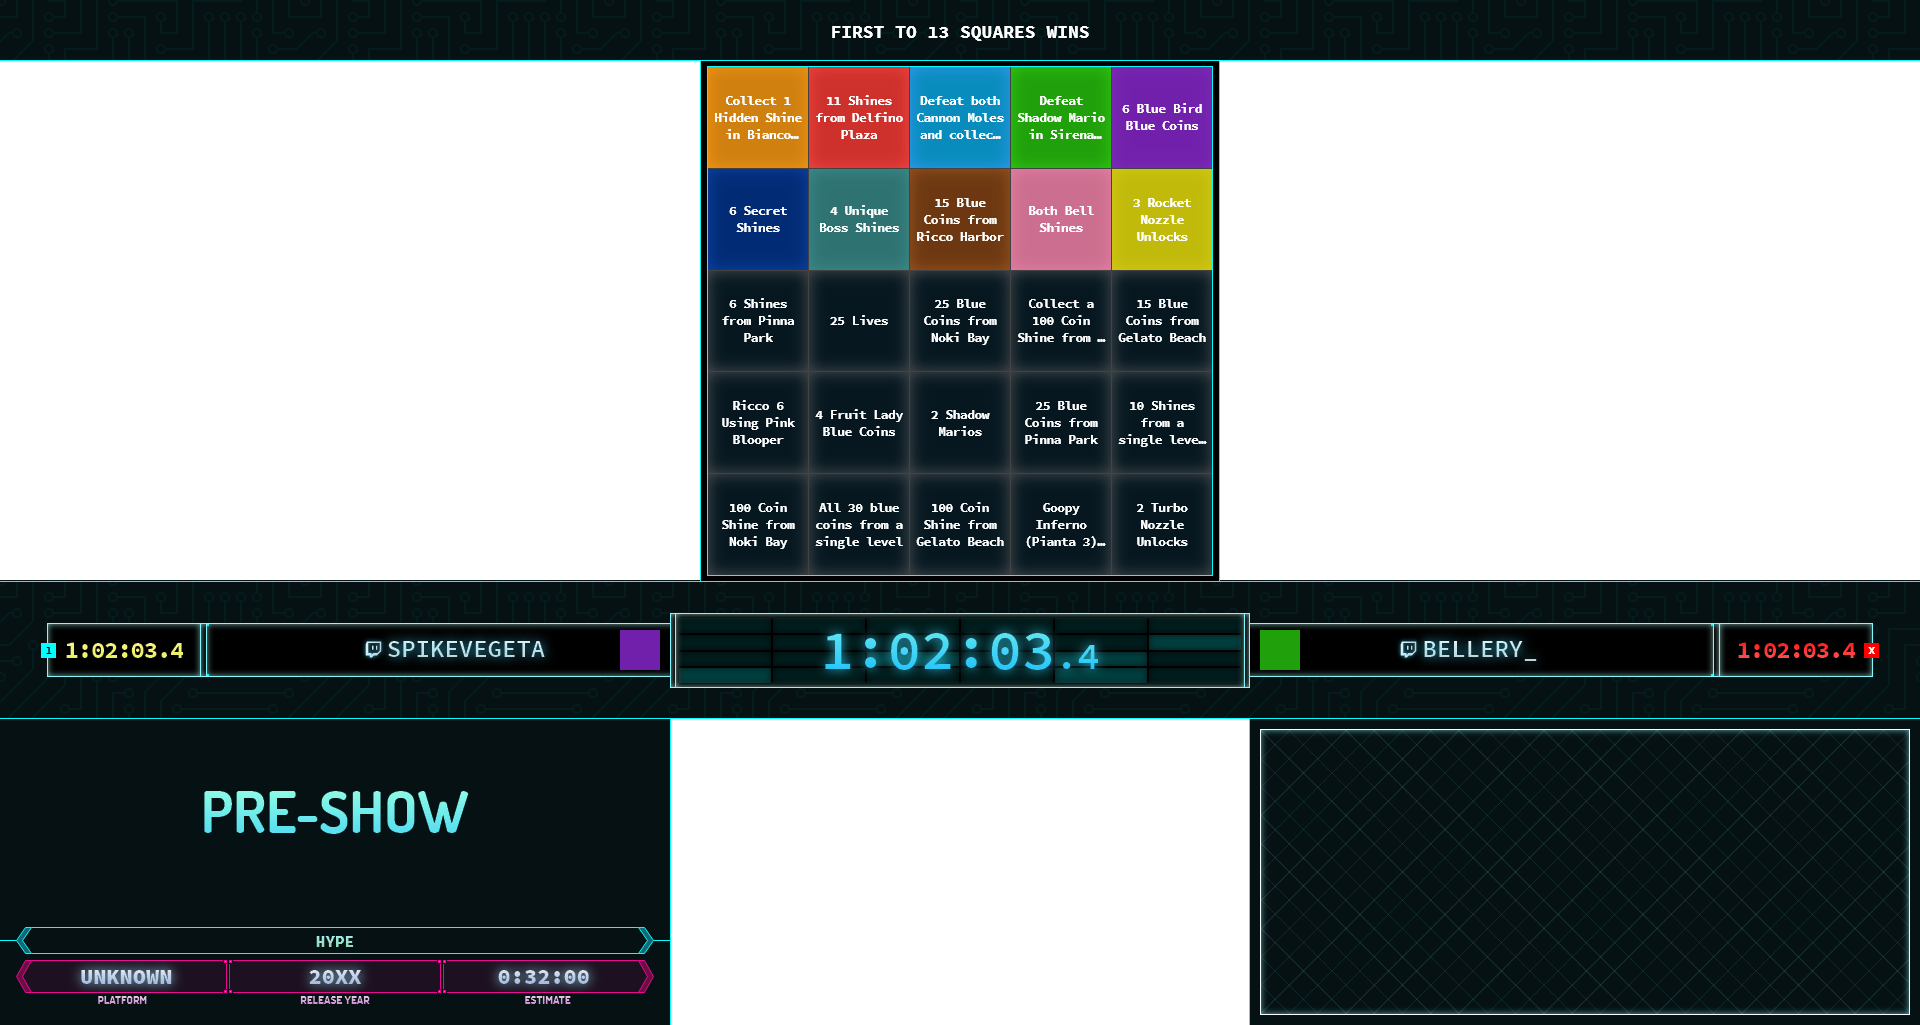 FIRST TO 13 SQUARES WINS
Collect 1
Hidden Shine
in Bianco…
11 Shines
from Delfino
Plaza
Defeat both
Cannon Moles
and collec…
Defeat
Shadow Mario
in Sirena…
6 Blue Bird
Blue Coins
6 Secret
Shines
4 Unique
Boss Shines
15 Blue
Coins from
Ricco Harbor
Both Bell
Shines
3 Rocket
Nozzle
Unlocks
6 Shines
from Pinna
Park
25 Lives
25 Blue
Coins from
Noki Bay
Collect a
100 Coin
Shine from …
15 Blue
Coins from
Gelato Beach
Ricco 6
Using Pink
Blooper
4 Fruit Lady
Blue Coins
2 Shadow
Marios
25 Blue
Coins from
Pinna Park
10 Shines
from a
single leve…
100 Coin
Shine from
Noki Bay
All 30 blue
coins from a
single level
100 Coin
Shine from
Gelato Beach
Goopy
Inferno
(Pianta 3)…
2 Turbo
Nozzle
Unlocks
1 1:02:03.4
SPIKEVEGETA
1:02:03.4
BELLERY_
1:02:03.4 X
PRE-SHOW
HYPE
UNKNOWN 20XX 0:32:00
PLATFORM RELEASE YEAR ESTIMATE